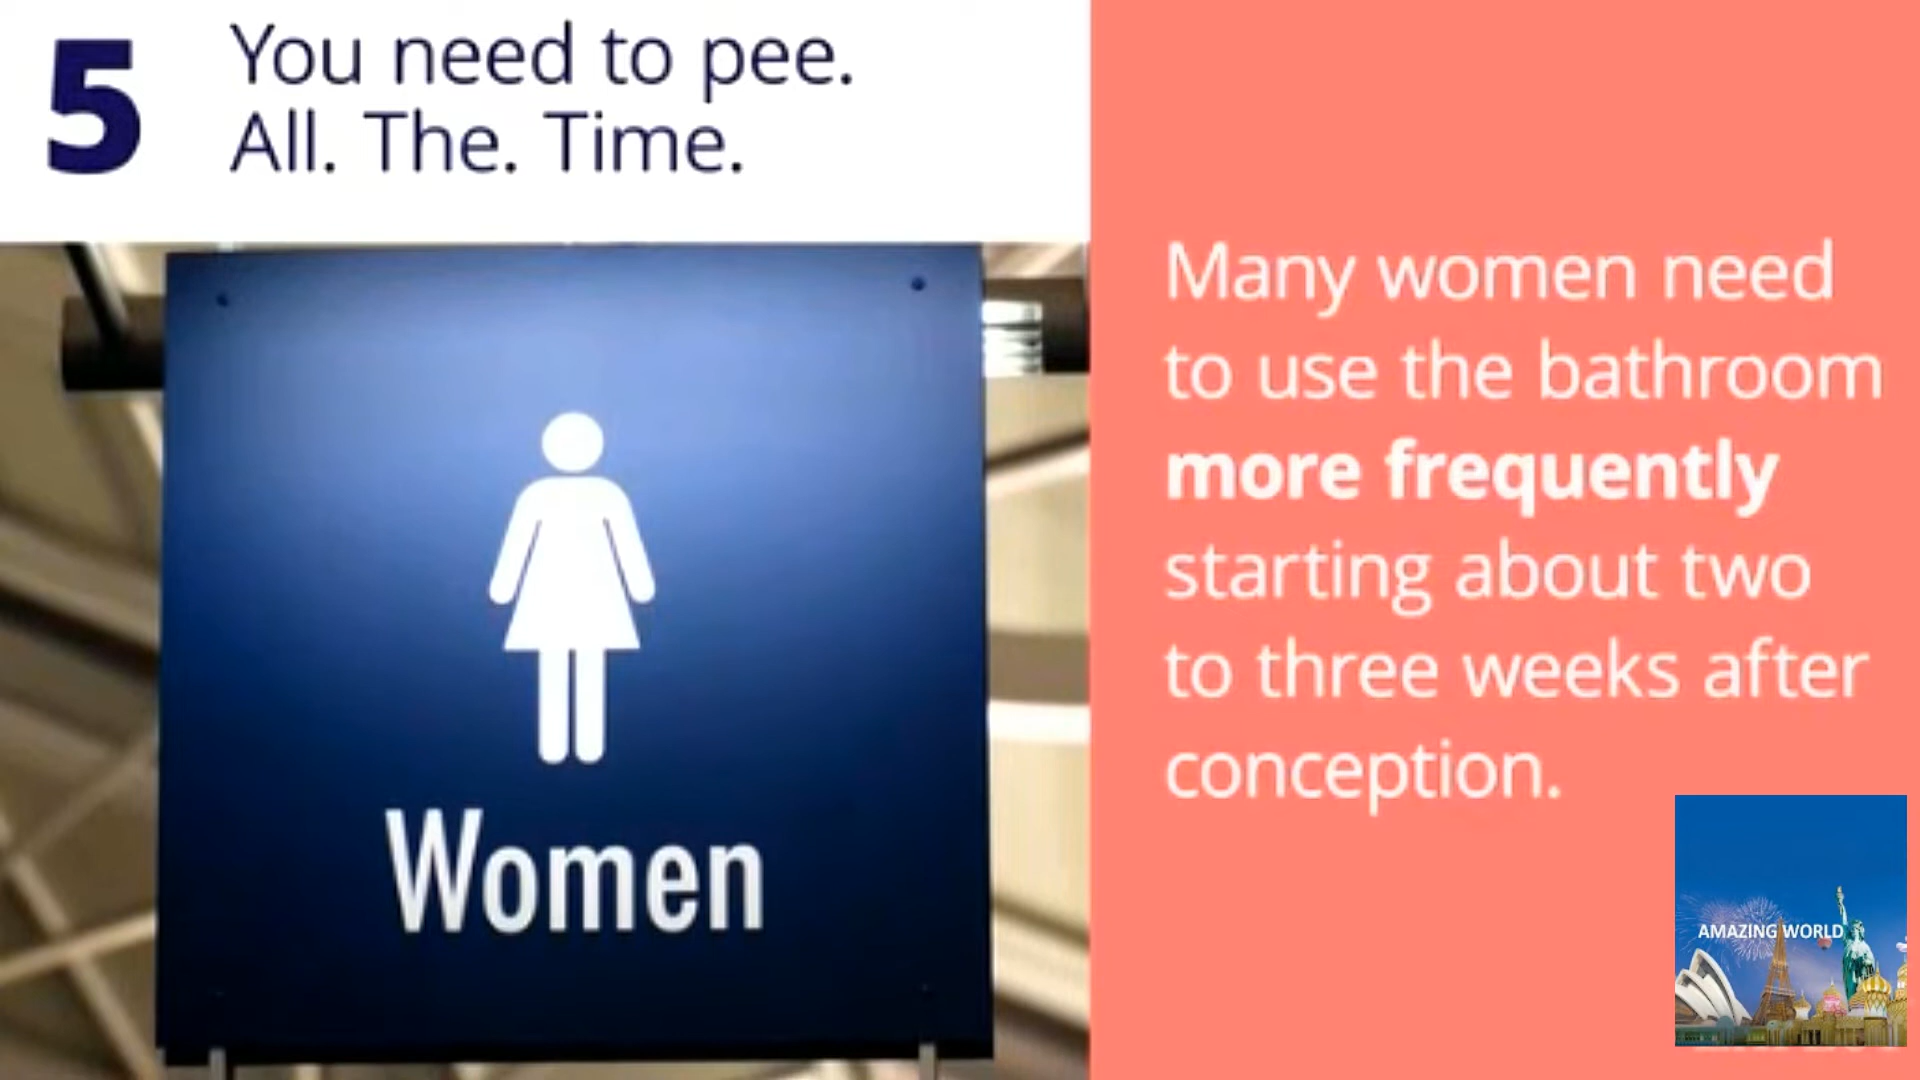 5
You need to pee.
All. The. Time.
Women
Many women need
to use the bathroom
more frequently
starting about two
to three weeks after
conception.
AMAZING WORLD